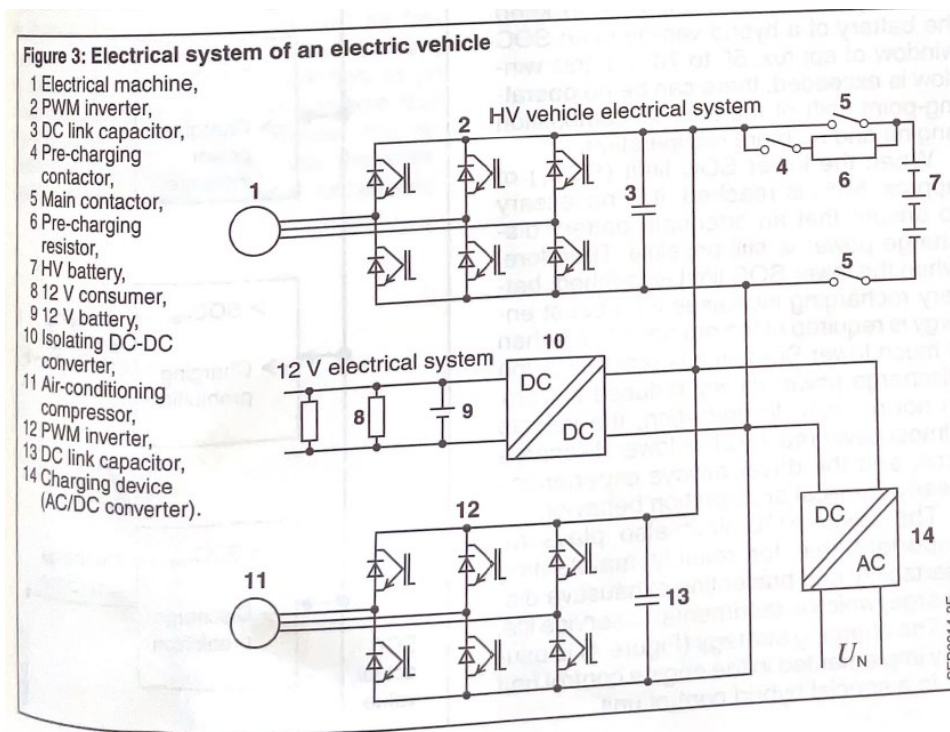 Figure 3: Electrical system of an electric vehicle
1 Electrical machine,
2 PWM inverter,
3 DC link capacitor,
4 Pre-charging
contactor,
5 Main contactor,
6 Pre-charging
resistor,
7 HV battery,
8 12 V consumer,
9 12 V battery,
10 Isolating DC-DC
converter,
11 Air-conditioning
compressor,
12 PWM inverter,
13 DC link capacitor,
14 Charging device
(AC/DC converter).
HV vehicle electrical system
1
2
3
4
5
6
7
5
12 V electrical system
8
9
10
DC
DC
11
12
13
DC
AC
14
U_N